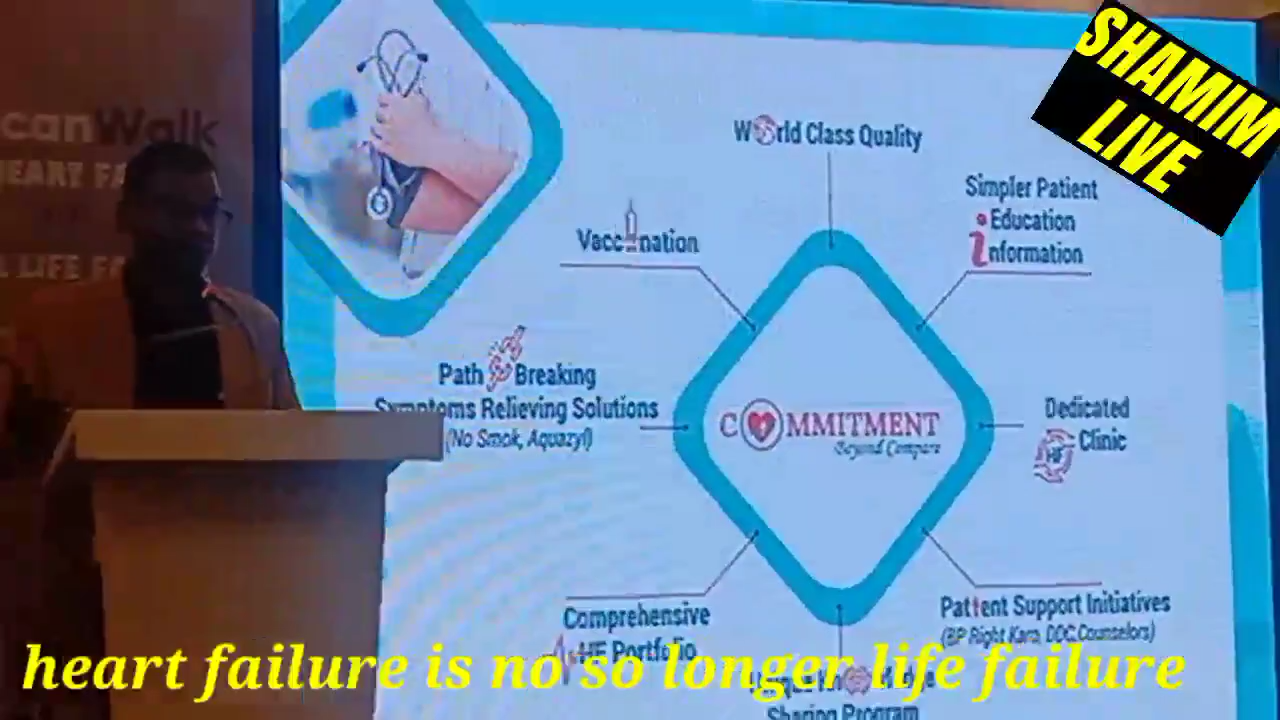 SHAMIM
LIVE
canWalk
HEART FA
LIFE FA
World Class Quality
Simpler Patient
Education
information
Vaccination
Path Breaking
Symptoms Relieving Solutions
(No Smok, Aquazyl)
COMMITMENT
Beyond Compare
Dedicated
HF Clinic
Comprehensive
HF Portfolio
Patient Support Initiatives
(BP Right Karo, DDC, Counselors)
Sharing Program
heart failure is no so longer life failure